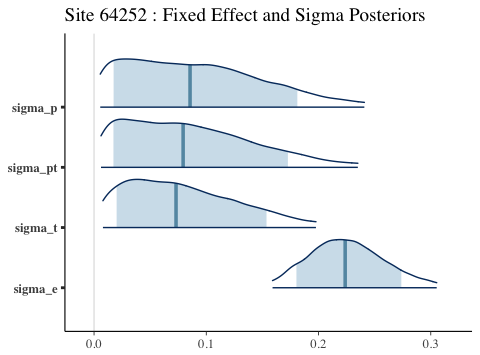 Site 64252 : Fixed Effect and Sigma Posteriors
sigma_p
sigma_pt
sigma_t
sigma_e
0.0 0.1 0.2 0.3